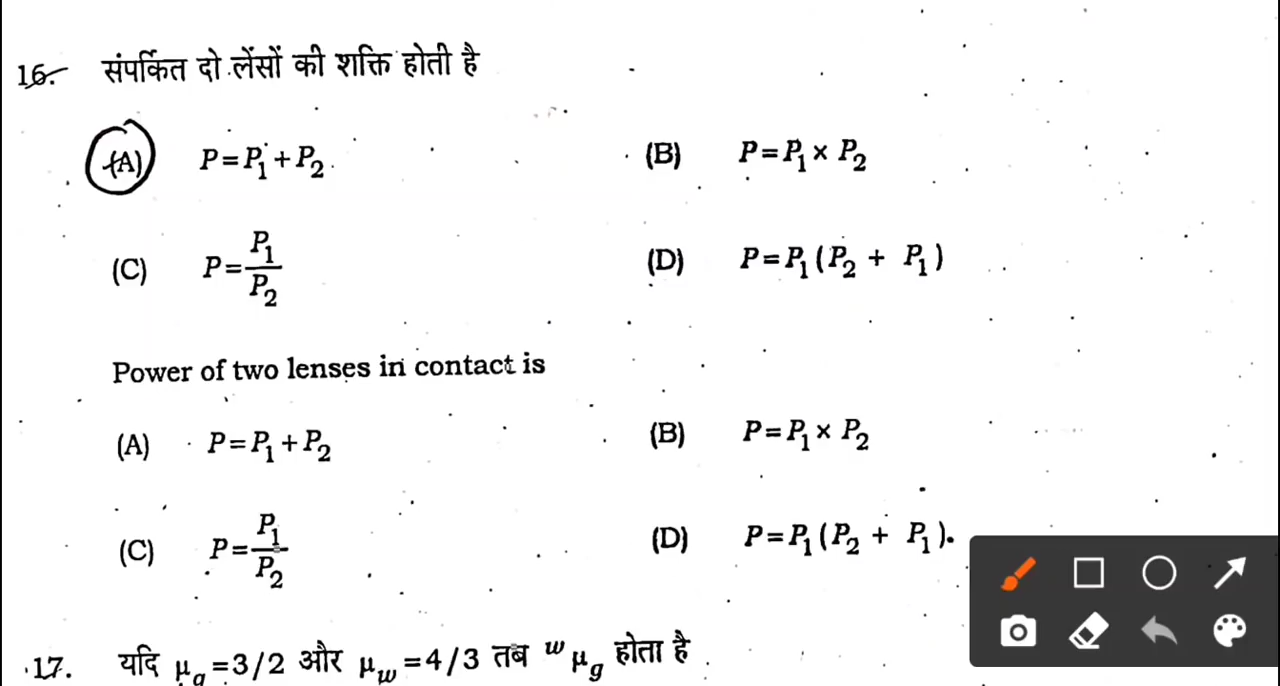 16. संपर्कित दो लेंसों की शक्ति होती है
(A) P = P₁ + P₂ (B) P = P₁ × P₂
(C) P = P₁/P₂ (D) P = P₁ (P₂ + P₁)
Power of two lenses in contact is
(A) P = P₁ + P₂ (B) P = P₁ × P₂
(C) P = P₁/P₂ (D) P = P₁ (P₂ + P₁).
17. यदि μg = 3/2 और μw = 4/3 तब ʷμg होता है